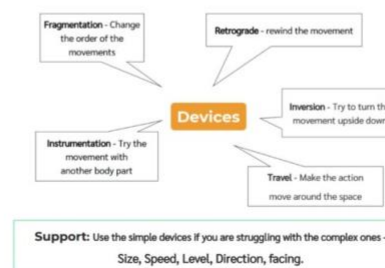 Fragmentation - Change
the order of the
movements
Retrograde - rewind the movement
Devices
Inversion - Try to turn the
movement upside down
Instrumentation - Try the
movement with
another body part
Travel - Make the action
move around the space
Support: Use the simple devices if you are struggling with the complex ones -
Size, Speed, Level, Direction, facing.